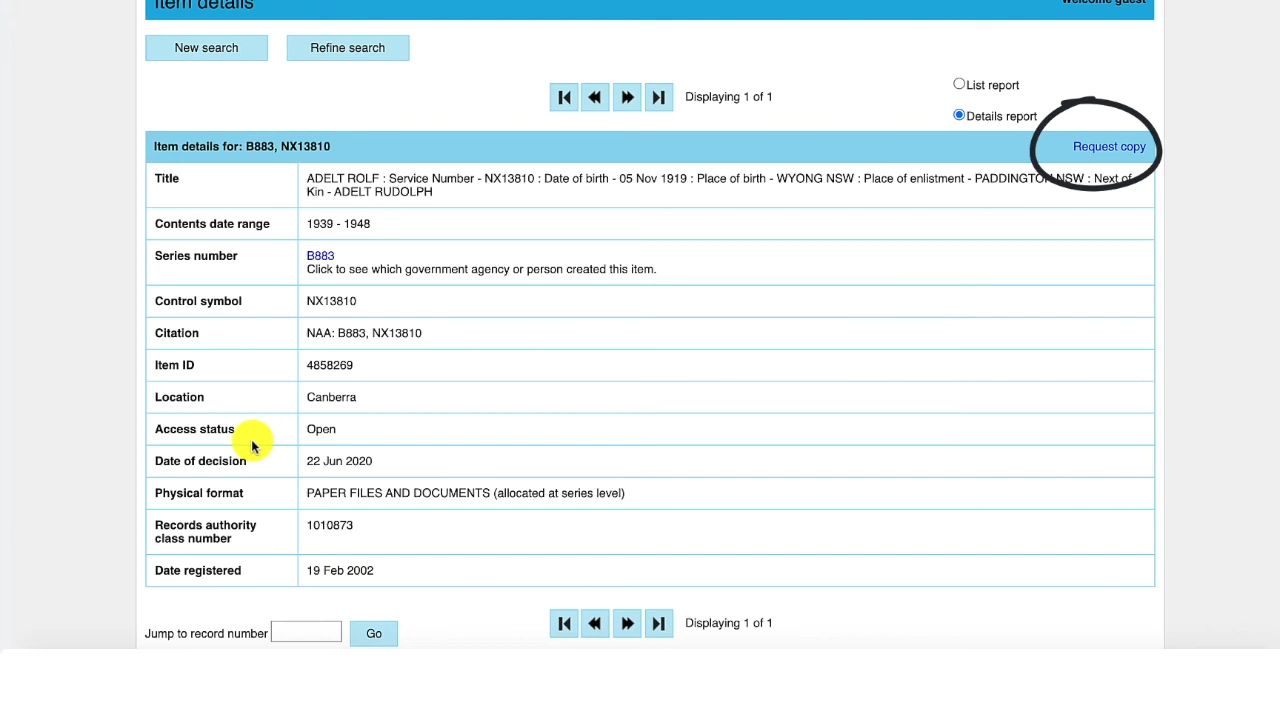 Item details
Welcome guest
New search
Refine search
Displaying 1 of 1
List report
Details report
Item details for: B883, NX13810
Request copy
Title
ADELT ROLF : Service Number - NX13810 : Date of birth - 05 Nov 1919 : Place of birth - WYONG NSW : Place of enlistment - PADDINGTON NSW : Next of
Kin - ADELT RUDOLPH
Contents date range
1939 - 1948
Series number
B883
Click to see which government agency or person created this item.
Control symbol
NX13810
Citation
NAA: B883, NX13810
Item ID
4858269
Location
Canberra
Access status
Open
Date of decision
22 Jun 2020
Physical format
PAPER FILES AND DOCUMENTS (allocated at series level)
Records authority
class number
1010873
Date registered
19 Feb 2002
Jump to record number
Go
Displaying 1 of 1